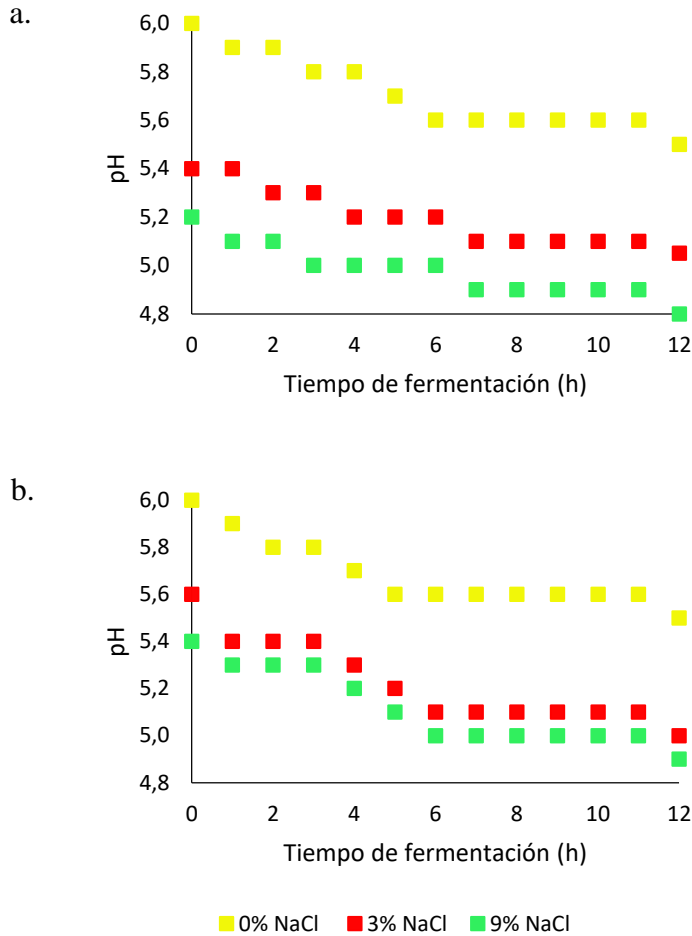 a.
6,0
5,8
5,6
5,4
5,2
5,0
4,8
pH
0 2 4 6 8 10 12
Tiempo de fermentación (h)
b.
6,0
5,8
5,6
5,4
5,2
5,0
4,8
pH
0 2 4 6 8 10 12
Tiempo de fermentación (h)
0% NaCl 3% NaCl 9% NaCl